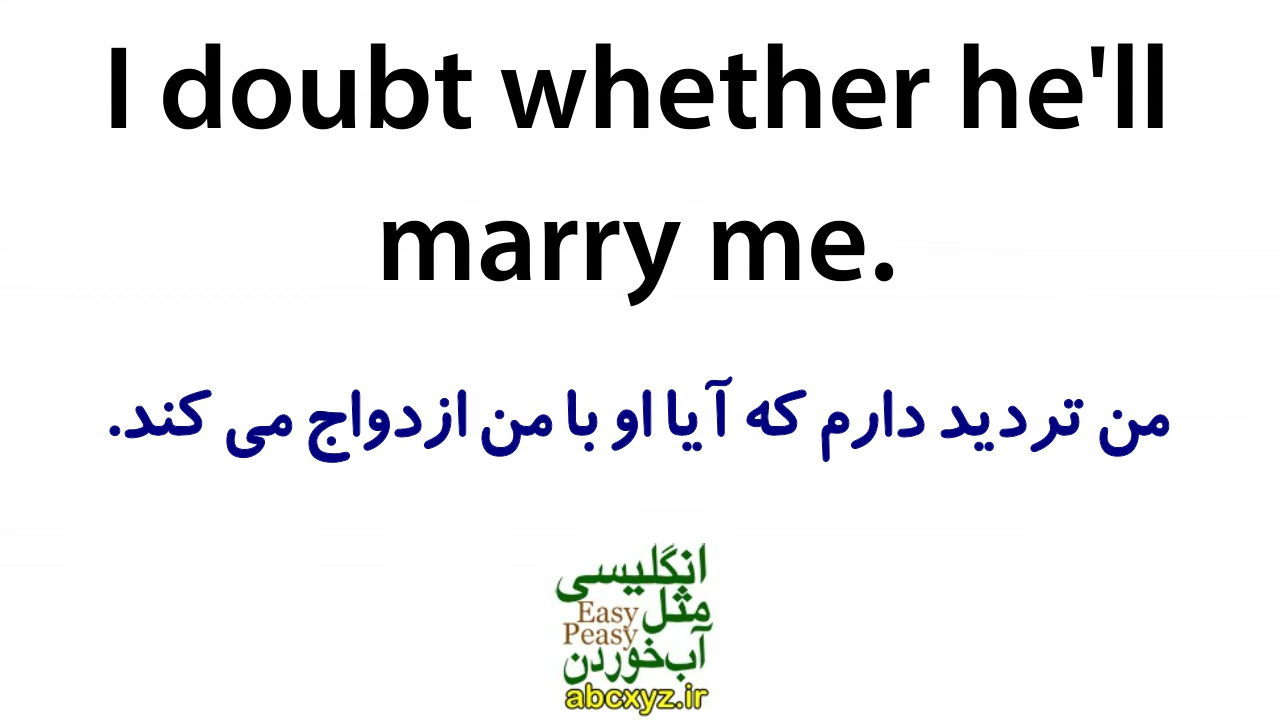 I doubt whether he'll
marry me.
من تردید دارم که آیا او با من ازدواج می کند.
انگلیسی
مثل
Easy
Peasy
آب‌خوردن
abcxyz.ir